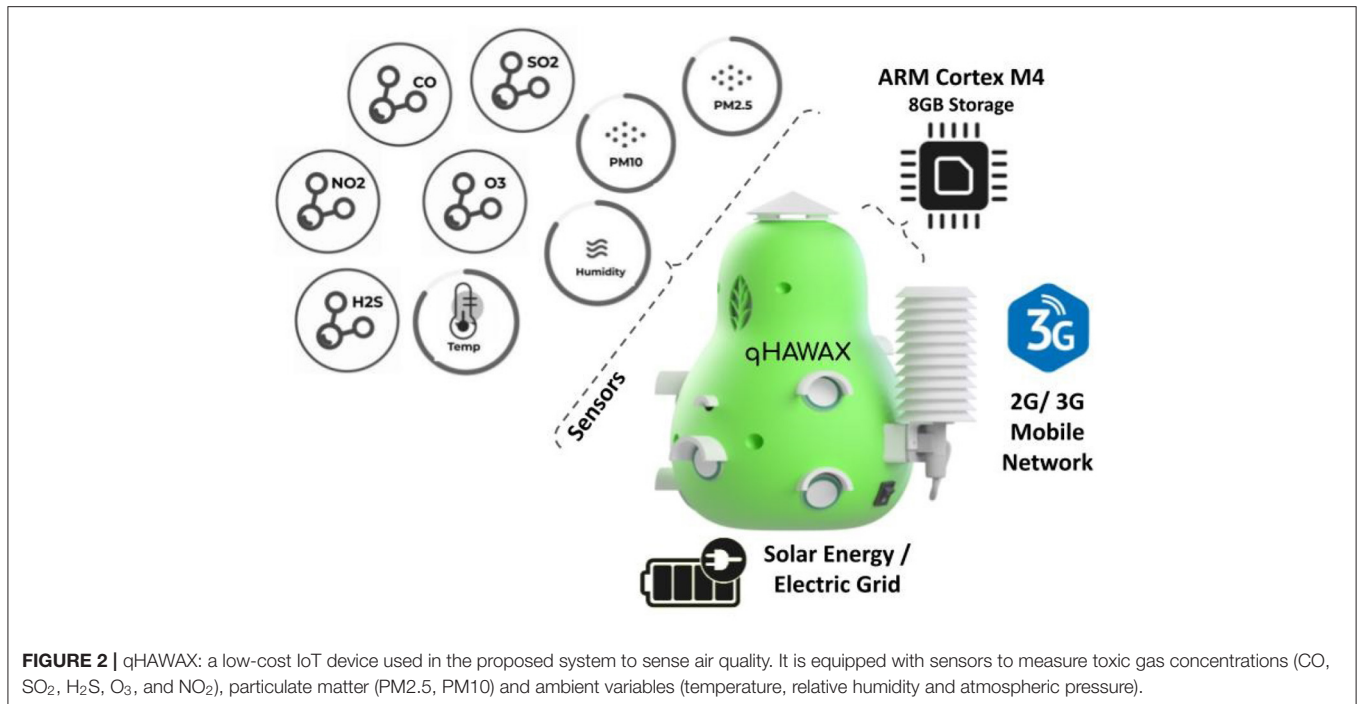 CO
SO2
PM2.5
PM10
NO2
O3
Humidity
H2S
Temp
Sensors
ARM Cortex M4
8GB Storage
qHAWAX
3G
2G/ 3G
Mobile
Network
Solar Energy /
Electric Grid
FIGURE 2 | qHAWAX: a low-cost IoT device used in the proposed system to sense air quality. It is equipped with sensors to measure toxic gas concentrations (CO,
SO₂, H₂S, O₃, and NO₂), particulate matter (PM2.5, PM10) and ambient variables (temperature, relative humidity and atmospheric pressure).